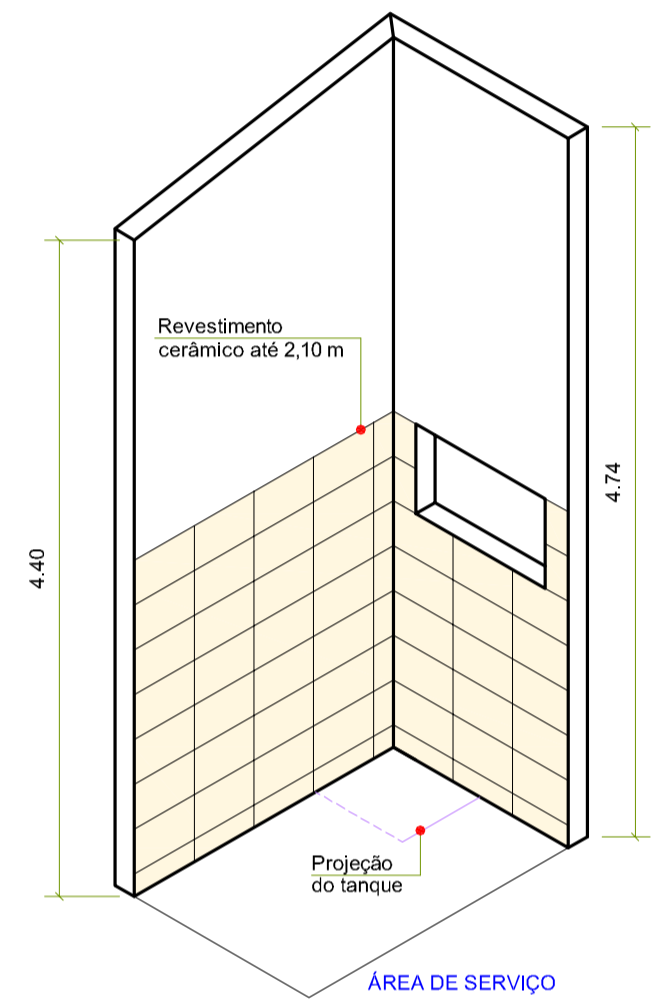 Revestimento
cerâmico até 2,10 m
4.74
4.40
Projeção
do tanque
ÁREA DE SERVIÇO